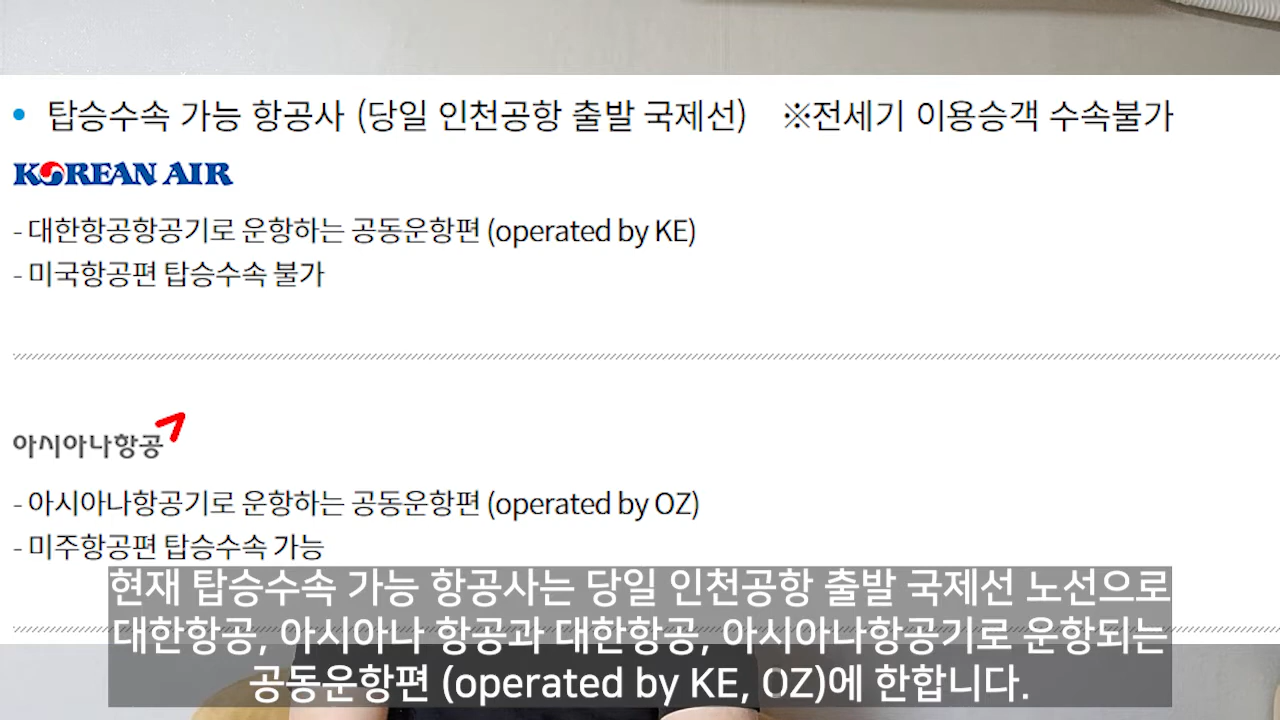 • 탑승수속 가능 항공사 (당일 인천공항 출발 국제선) ※전세기 이용승객 수속불가
KOREAN AIR
- 대한항공항공기로 운항하는 공동운항편 (operated by KE)
- 미국항공편 탑승수속 불가
아시아나항공
- 아시아나항공기로 운항하는 공동운항편 (operated by OZ)
- 미주항공편 탑승수속 가능
현재 탑승수속 가능 항공사는 당일 인천공항 출발 국제선 노선으로
대한항공, 아시아나 항공과 대한항공, 아시아나항공기로 운항되는
공동운항편 (operated by KE, OZ)에 한합니다.